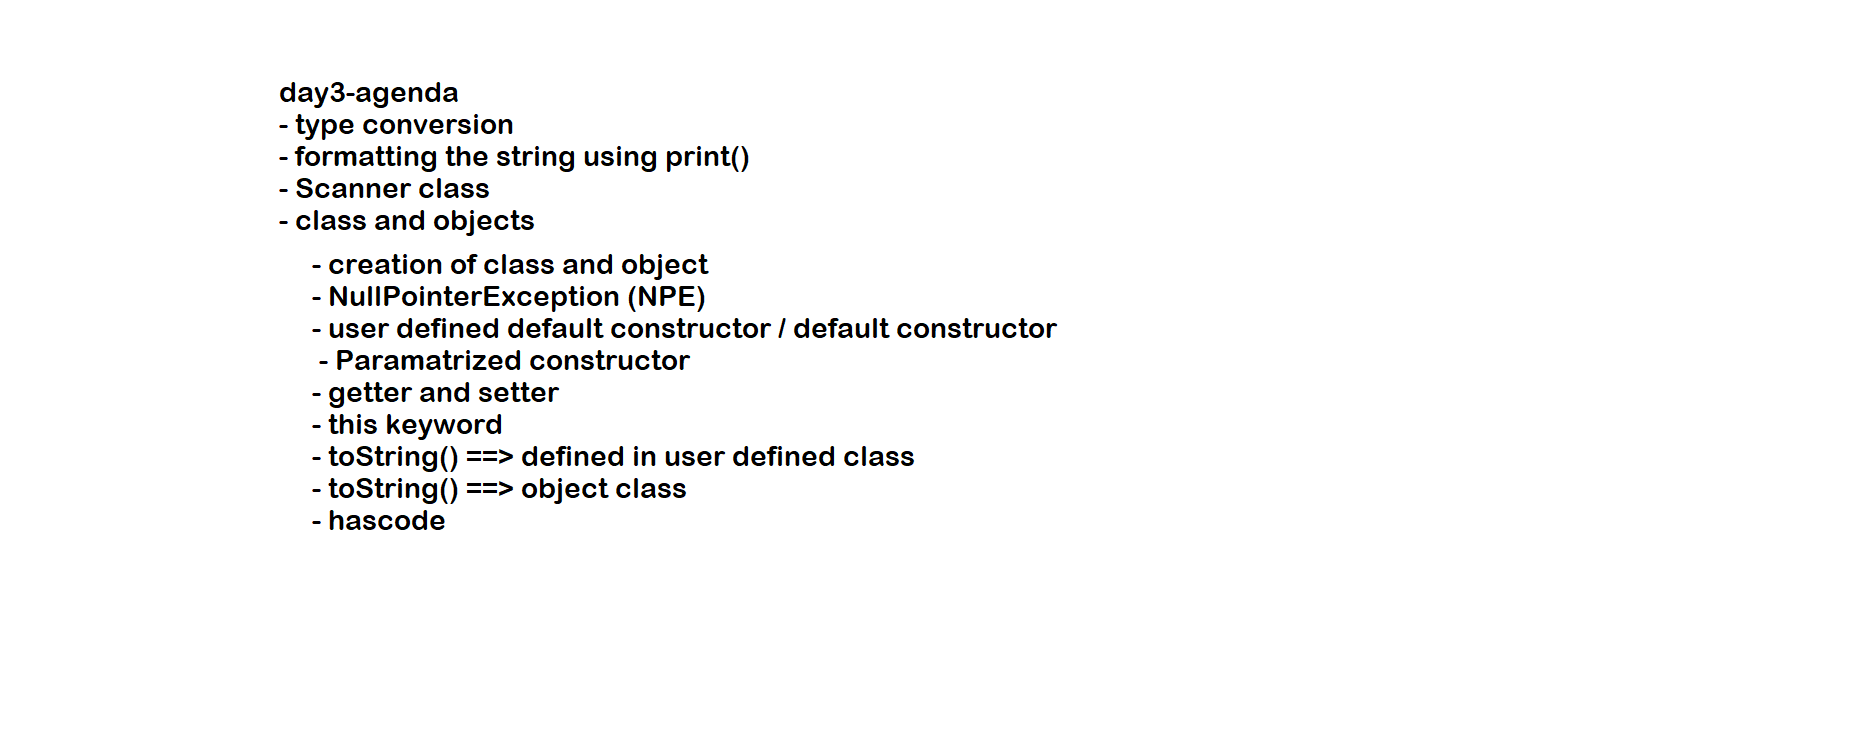 day3-agenda
- type conversion
- formatting the string using print()
- Scanner class
- class and objects
- creation of class and object
- NullPointerException (NPE)
- user defined default constructor / default constructor
- Paramatrized constructor
- getter and setter
- this keyword
- toString() ==> defined in user defined class
- toString() ==> object class
- hascode